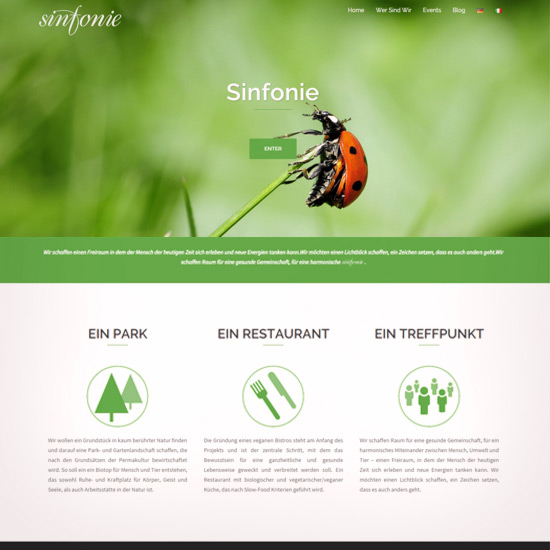 sinfonie
Home Wer Sind Wir Events Blog
Sinfonie
ENTER
Wir schaffen einen Freiraum in dem der Mensch der heutigen Zeit sich erleben und neue Energien tanken kann.Wir möchten einen Lichtblick schaffen, ein Zeichen setzen, dass es auch anders geht.Wir
schaffen Raum für eine gesunde Gemeinschaft, für eine harmonische sinfonie .
EIN PARK
Wir wollen ein Grundstück in kaum berührter Natur finden
und darauf eine Park- und Gartenlandschaft schaffen, die
nach den Grundsätzen der Permakultur bewirtschaftet
wird. So soll ein ein Biotop für Mensch und Tier entstehen,
das sowohl Ruhe- und Kraftplatz für Körper, Geist und
Seele, als auch Arbeitsstätte in der Natur ist.
EIN RESTAURANT
Die Gründung eines veganen Bistros steht am Anfang des
Projekts und ist der zentrale Schritt, mit dem das
Bewusstsein für eine ganzheitliche und gesunde
Lebensweise geweckt und verbreitet werden soll. Ein
Restaurant mit biologischer und vegetarischer/veganer
Küche, das nach Slow-Food Kriterien geführt wird.
EIN TREFFPUNKT
Wir schaffen Raum für eine gesunde Gemeinschaft, für ein
harmonisches Miteinander zwischen Mensch, Umwelt und
Tier – einen Freiraum, in dem der Mensch der heutigen
Zeit sich erleben und neue Energien tanken kann. Wir
möchten einen Lichtblick schaffen, ein Zeichen setzen,
dass es auch anders geht.